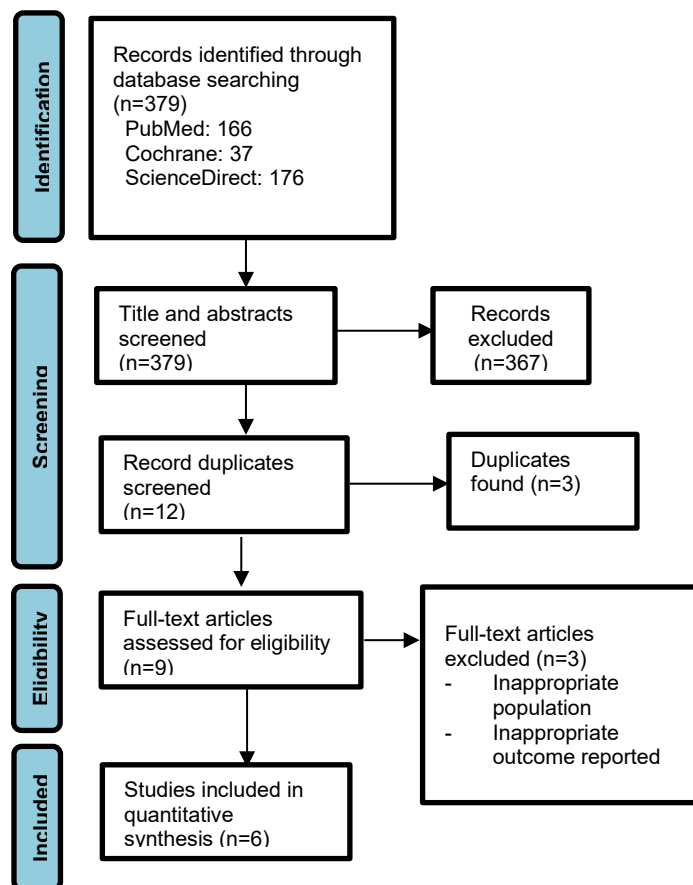 Identification
Records identified through
database searching
(n=379)
PubMed: 166
Cochrane: 37
ScienceDirect: 176
Screening
Title and abstracts
screened
(n=379)
Records
excluded
(n=367)
Record duplicates
screened
(n=12)
Duplicates
found (n=3)
Eligibility
Full-text articles
assessed for eligibility
(n=9)
Full-text articles
excluded (n=3)
- Inappropriate
population
- Inappropriate
outcome reported
Included
Studies included in
quantitative
synthesis (n=6)